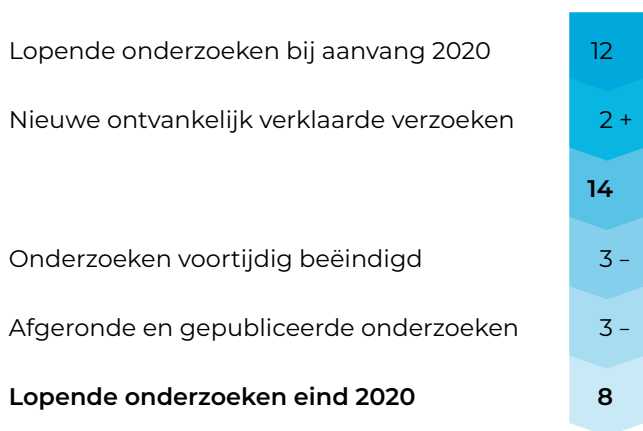 Lopende onderzoeken bij aanvang 2020 12
Nieuwe ontvankelijk verklaarde verzoeken 2 +
14
Onderzoeken voortijdig beëindigd 3 –
Afgeronde en gepubliceerde onderzoeken 3 –
Lopende onderzoeken eind 2020 8